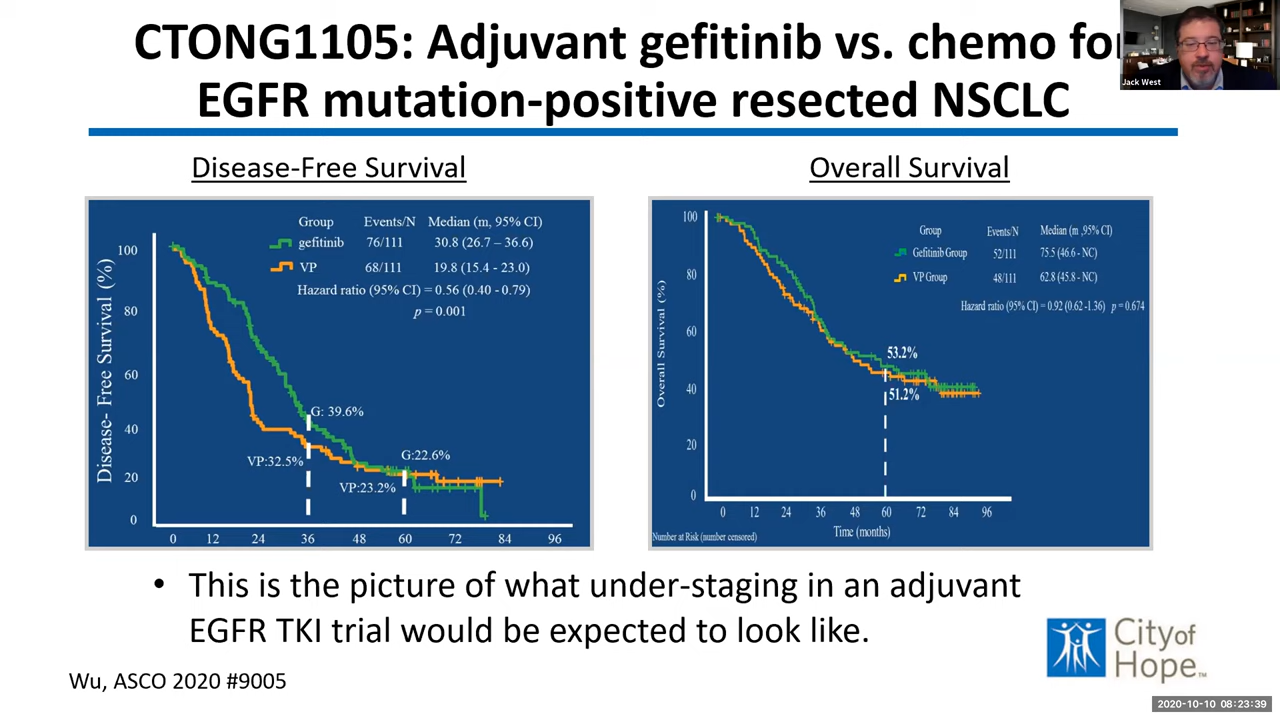 CTONG1105: Adjuvant gefitinib vs. chemo for
EGFR mutation-positive resected NSCLC
Jack West
Disease-Free Survival
Overall Survival
Group Events/N Median (m, 95% CI)
gefitinib 76/111 30.8 (26.7 – 36.6)
VP 68/111 19.8 (15.4 - 23.0)
Hazard ratio (95% CI) = 0.56 (0.40 - 0.79)
p = 0.001
Disease- Free Survival (%)
100
80
60
40
20
0
G: 39.6%
VP:32.5%
G:22.6%
VP:23.2%
0 12 24 36 48 60 72 84 96
Group Events/N Median (m ,95% CI)
Gefitinib Group 52/111 75.5 (46.6 - NC)
VP Group 48/111 62.8 (45.8 - NC)
Hazard ratio (95% CI) = 0.92 (0.62 -1.36) p = 0.674
Overall Survival (%)
100
80
60
40
20
0
53.2%
51.2%
0 12 24 36 48 60 72 84 96
Time (months)
Number at Risk (number censored)
• This is the picture of what under-staging in an adjuvant
EGFR TKI trial would be expected to look like.
City of
Hope™
Wu, ASCO 2020 #9005
2020-10-10 08:23:39